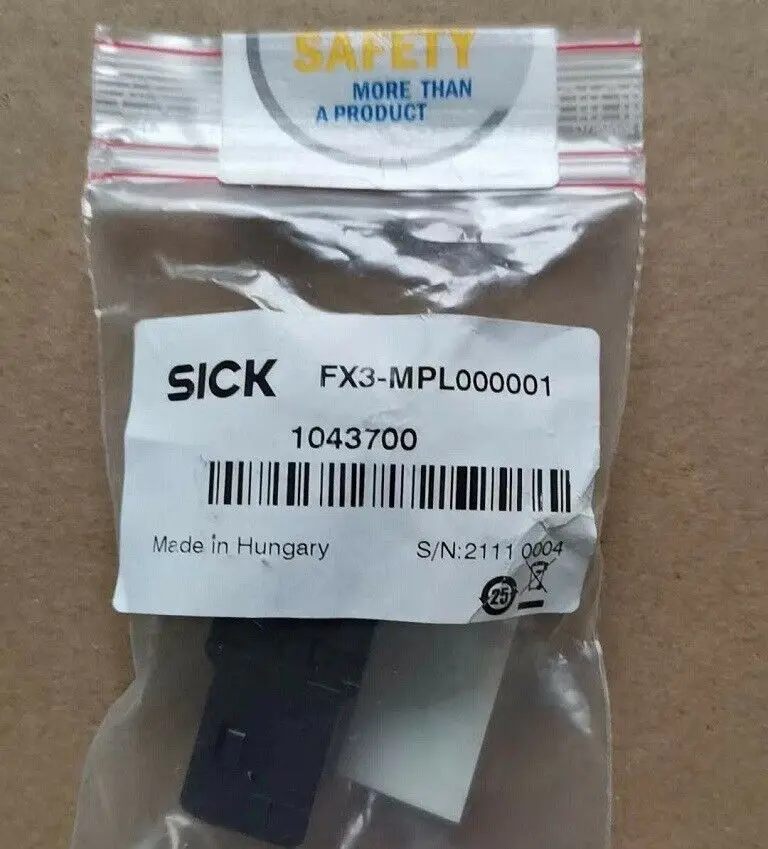 SAFETY
MORE THAN
A PRODUCT
SICK FX3-MPL000001
1043700
Made in Hungary S/N:2111 0004
25